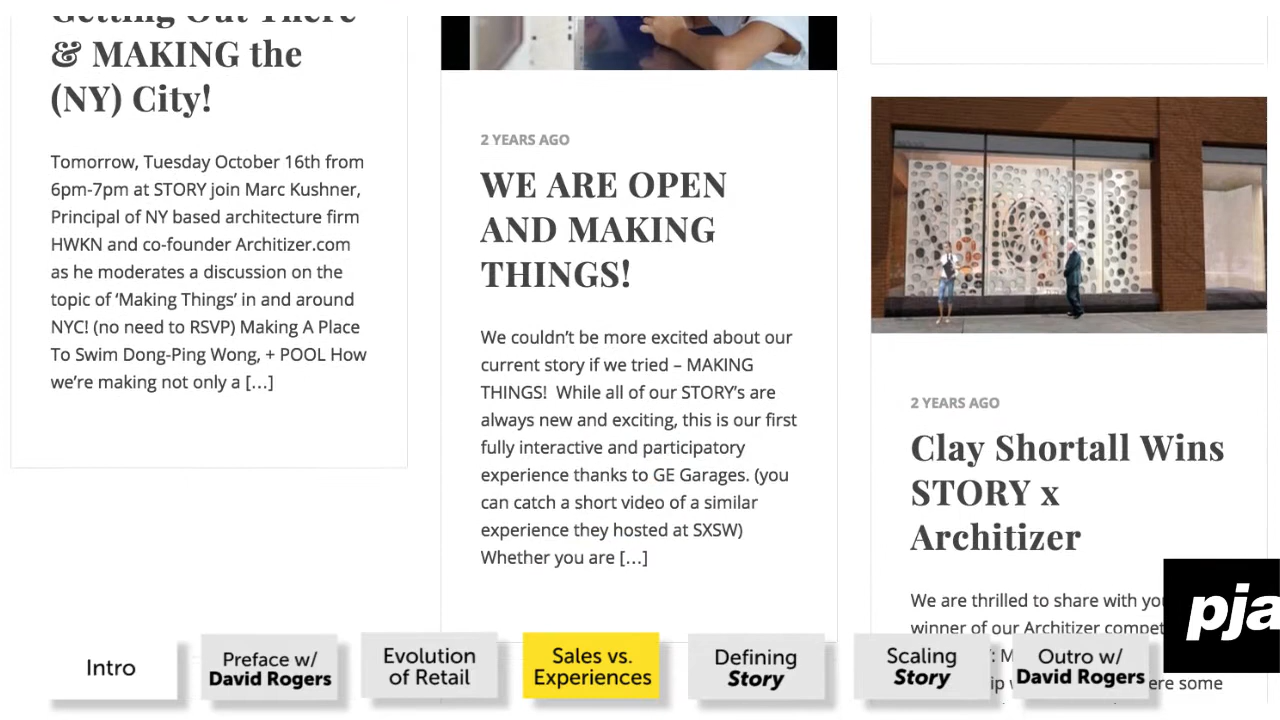 Getting Out There
& MAKING the
(NY) City!
Tomorrow, Tuesday October 16th from
6pm-7pm at STORY join Marc Kushner,
Principal of NY based architecture firm
HWKN and co-founder Architizer.com
as he moderates a discussion on the
topic of ‘Making Things’ in and around
NYC! (no need to RSVP) Making A Place
To Swim Dong-Ping Wong, + POOL How
we’re making not only a […]
2 YEARS AGO
WE ARE OPEN
AND MAKING
THINGS!
We couldn’t be more excited about our
current story if we tried – MAKING
THINGS! While all of our STORY’s are
always new and exciting, this is our first
fully interactive and participatory
experience thanks to GE Garages. (you
can catch a short video of a similar
experience they hosted at SXSW)
Whether you are […]
2 YEARS AGO
Clay Shortall Wins
STORY x
Architizer
We are thrilled to share with you
winner of our Architizer compet
ere some
pja
Intro
Preface w/
David Rogers
Evolution
of Retail
Sales vs.
Experiences
Defining
Story
Scaling
Story
Outro w/
David Rogers